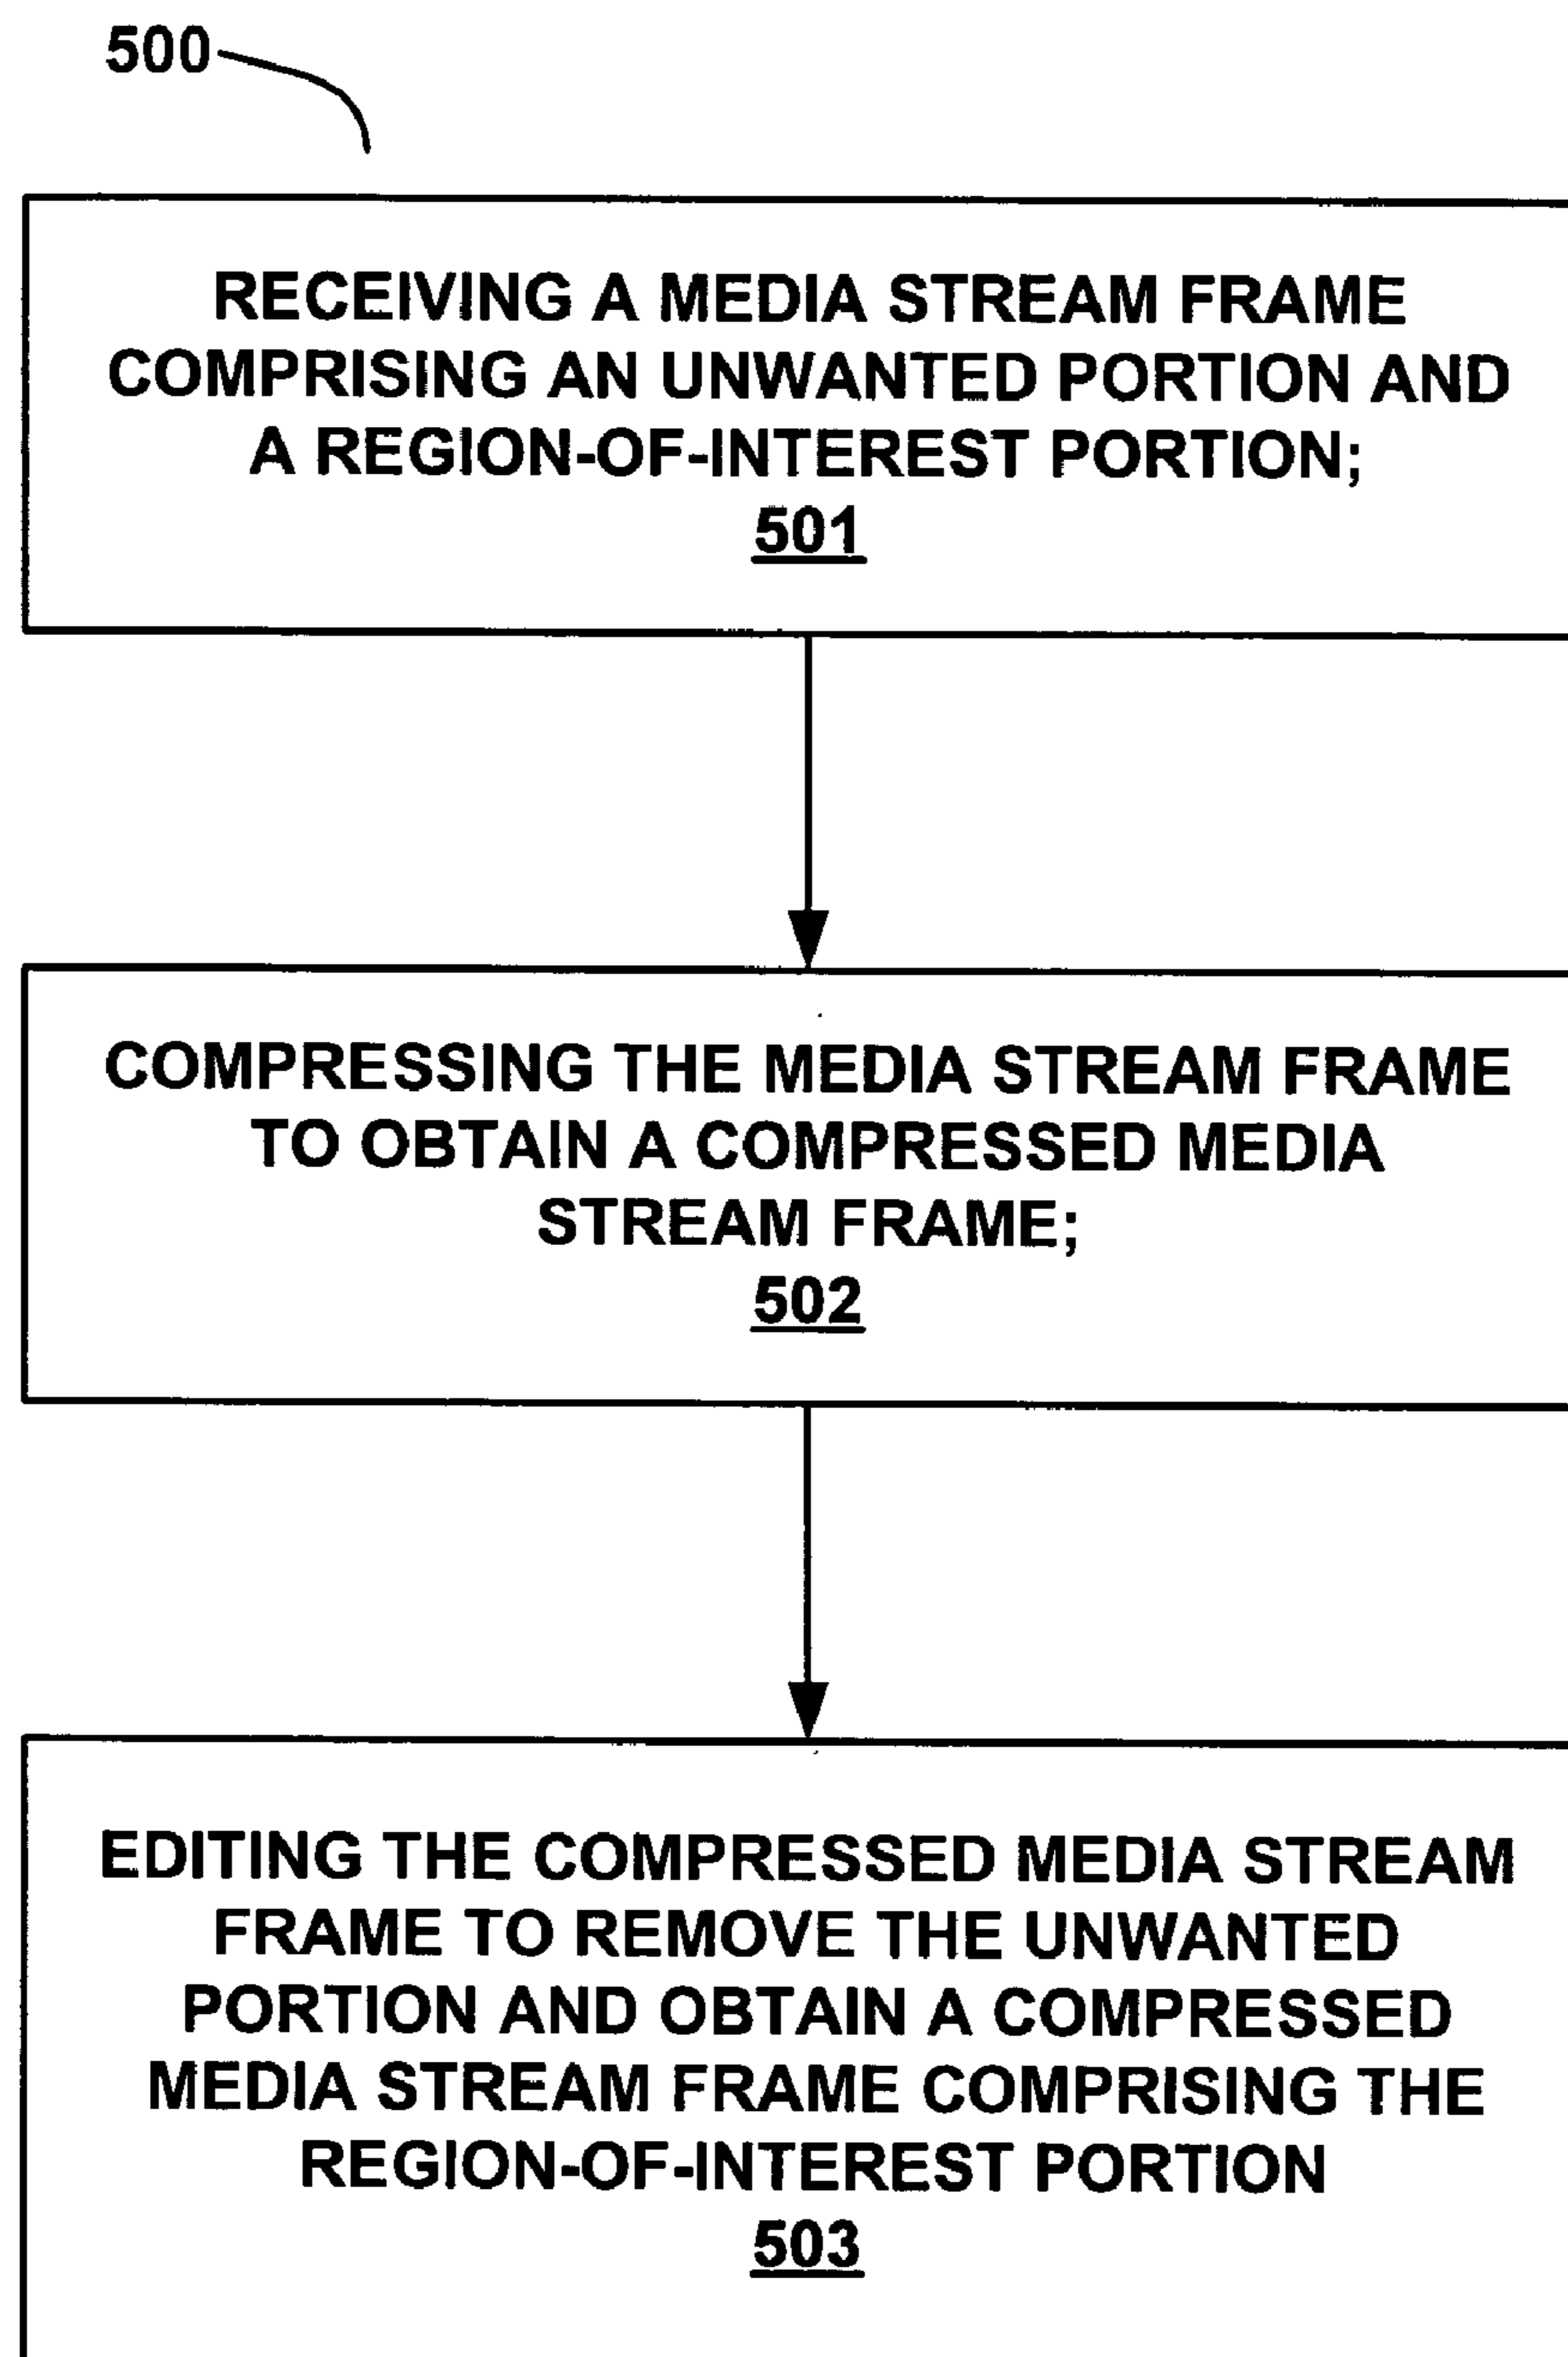 500
RECEIVING A MEDIA STREAM FRAME
COMPRISING AN UNWANTED PORTION AND
A REGION-OF-INTEREST PORTION;
501
COMPRESSING THE MEDIA STREAM FRAME
TO OBTAIN A COMPRESSED MEDIA
STREAM FRAME;
502
EDITING THE COMPRESSED MEDIA STREAM
FRAME TO REMOVE THE UNWANTED
PORTION AND OBTAIN A COMPRESSED
MEDIA STREAM FRAME COMPRISING THE
REGION-OF-INTEREST PORTION
503